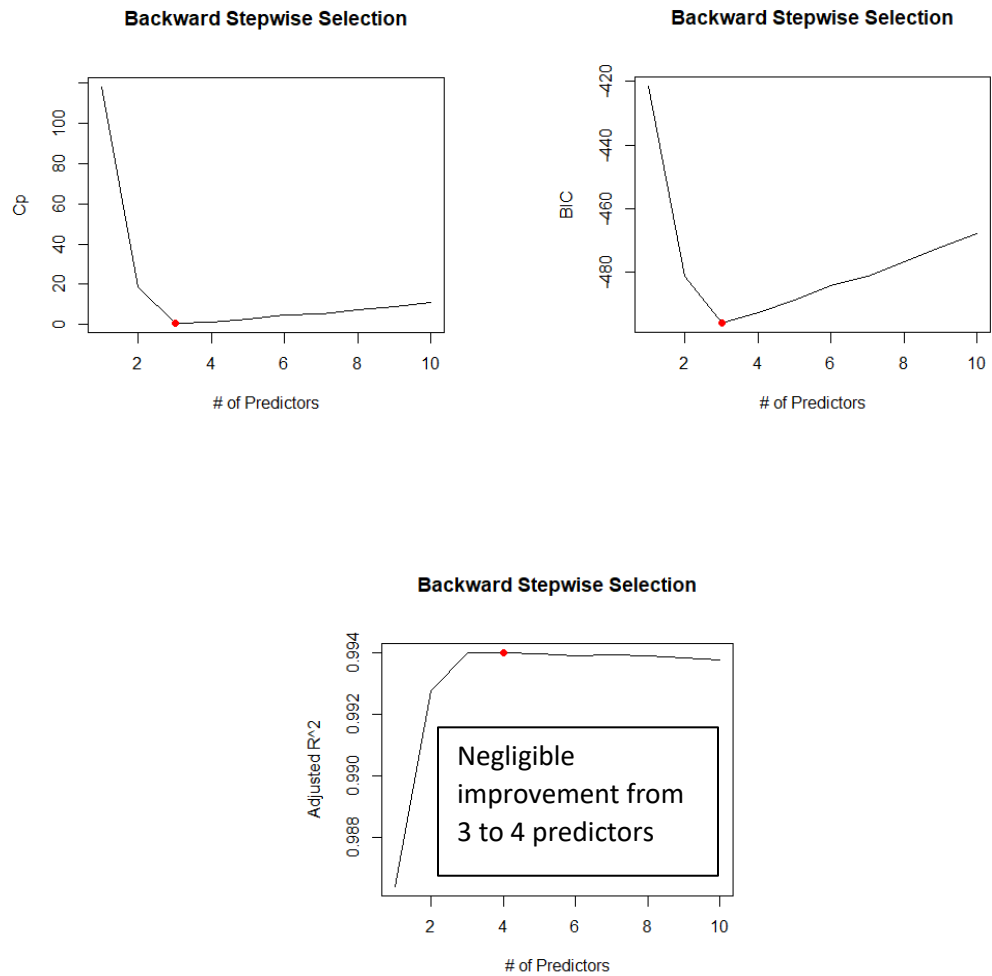 Backward Stepwise Selection
Cp
0
20
40
60
80
100
2
4
6
8
10
# of Predictors
Backward Stepwise Selection
BIC
-480
-460
-440
-420
2
4
6
8
10
# of Predictors
Backward Stepwise Selection
Adjusted R^2
0.988
0.990
0.992
0.994
Negligible
improvement from
3 to 4 predictors
2
4
6
8
10
# of Predictors